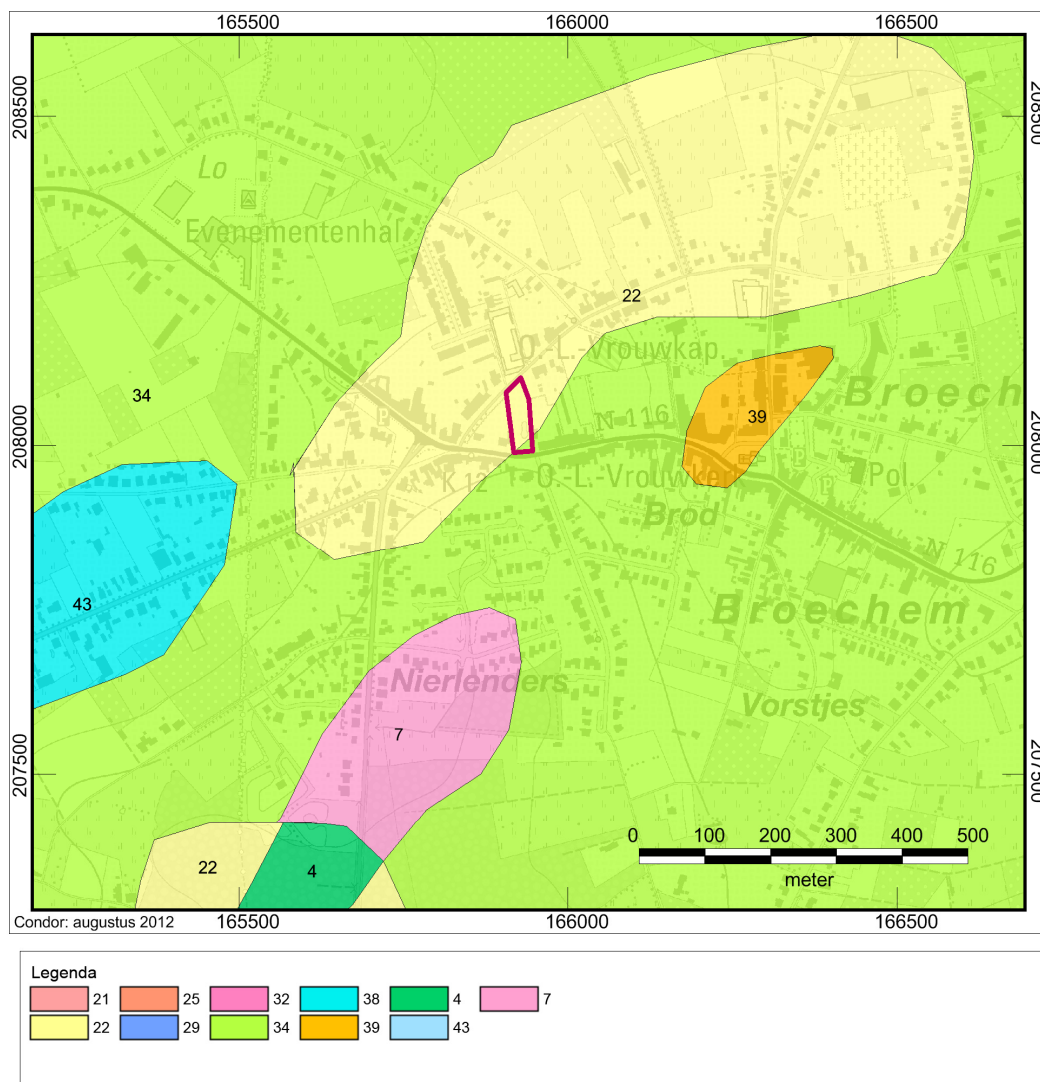 165500 166000 166500
208500 208500
Lo
Evenementenhal
22
O.-L.-Vrouwkap.
34
Broech
39
208000 N 116 208000
P
K 12 O.-L.-Vrouwkerk Pol.
Brod
N 116
43
Broechem
Nierlenders
Vorstjes
7
207500 207500
0 100 200 300 400 500
meter
22 4
Condor: augustus 2012
165500 166000 166500
Legenda
21 25 32 38 4 7
22 29 34 39 43